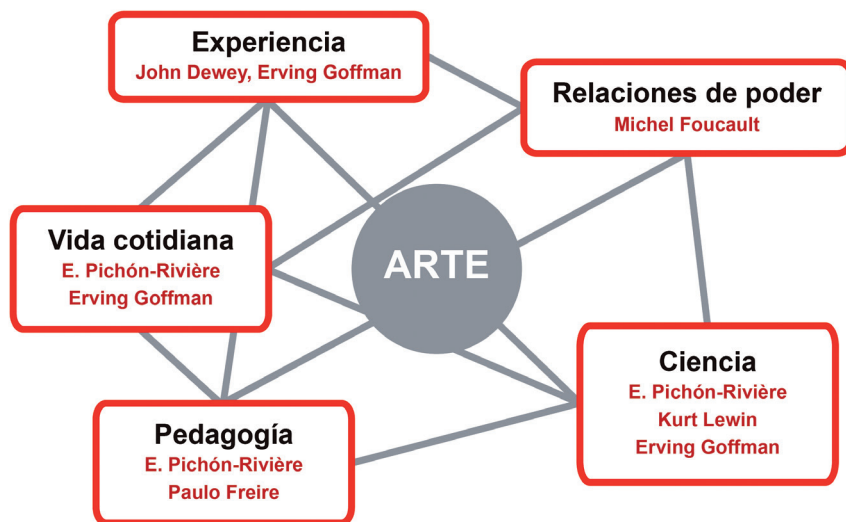 Experiencia
John Dewey, Erving Goffman
Relaciones de poder
Michel Foucault
Vida cotidiana
E. Pichón-Rivière
Erving Goffman
ARTE
Ciencia
E. Pichón-Rivière
Kurt Lewin
Erving Goffman
Pedagogía
E. Pichón-Rivière
Paulo Freire